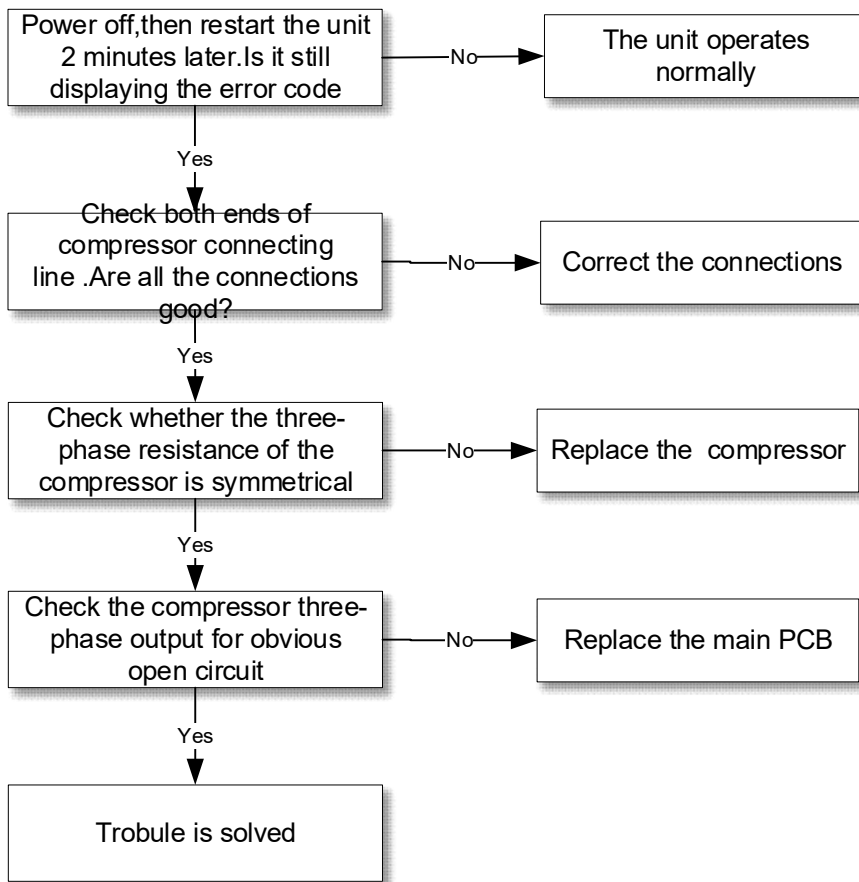 Power off,then restart the unit
2 minutes later.Is it still
displaying the error code
No
The unit operates
normally
Yes
Check both ends of
compressor connecting
line .Are all the connections
good?
No
Correct the connections
Yes
Check whether the three-
phase resistance of the
compressor is symmetrical
No
Replace the  compressor
Yes
Check the compressor three-
phase output for obvious
open circuit
No
Replace the main PCB
Yes
Trobule is solved